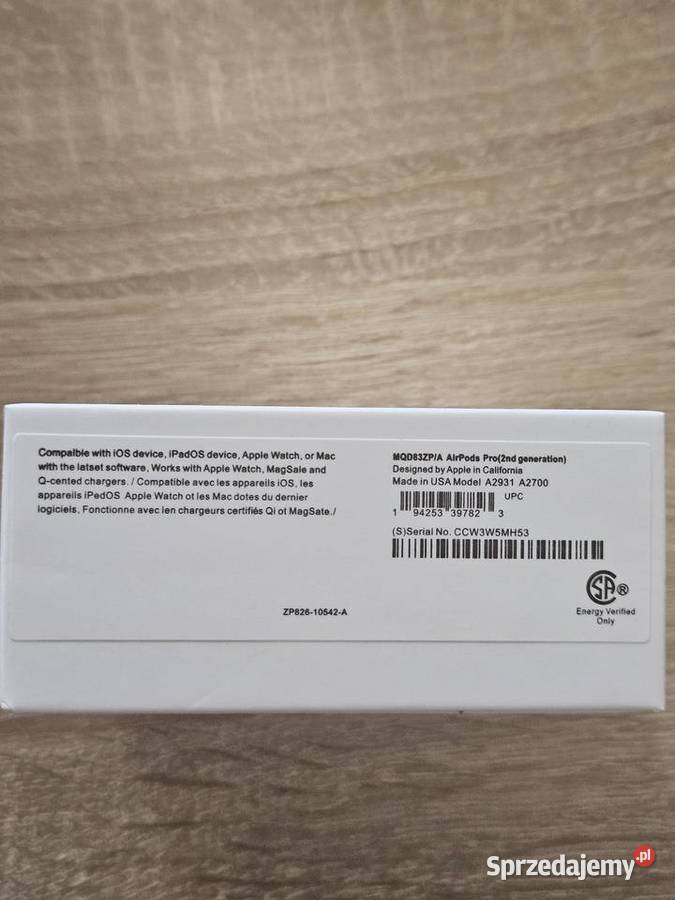 Compalble with iOS device, iPadOS device, Apple Watch, or Mac
with the latset software, Works with Apple Watch, MagSale and
Q-cented chargers. / Compatible avec les appareils iOS, les
appareils iPedOS Apple Watch ot les Mac dotes du dernier
logiciels, Fonctionne avec len chargeurs certifiés Qi ot MagSate./
ZP826-10542-A
MQD83ZP/A AirPods Pro(2nd generation)
Designed by Apple in California
Made in USA Model A2931 A2700
UPC
1 94253 39782 3
(S)Serial No. CCW3W5MH53
SA®
Energy Verified
Only
Sprzedajemy.pl